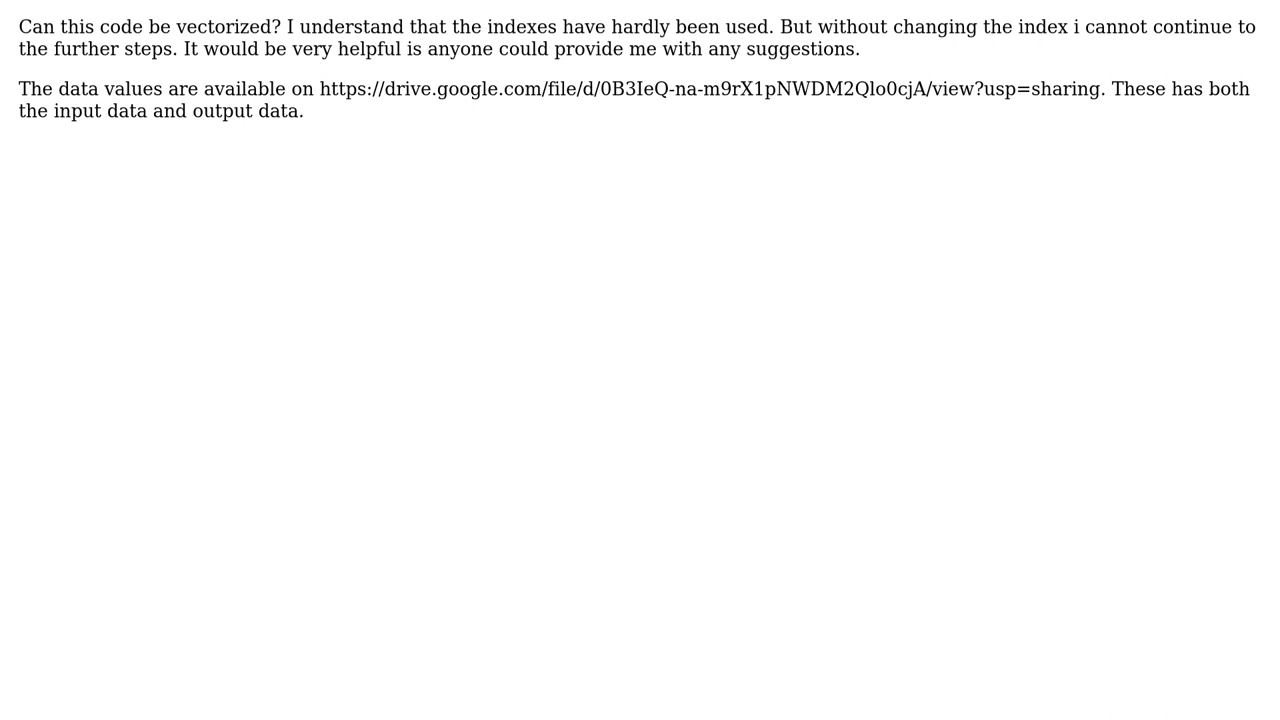 Can this code be vectorized? I understand that the indexes have hardly been used. But without changing the index i cannot continue to
the further steps. It would be very helpful is anyone could provide me with any suggestions.
The data values are available on https://drive.google.com/file/d/0B3IeQ-na-m9rX1pNWDM2Qlo0cjA/view?usp=sharing. These has both
the input data and output data.